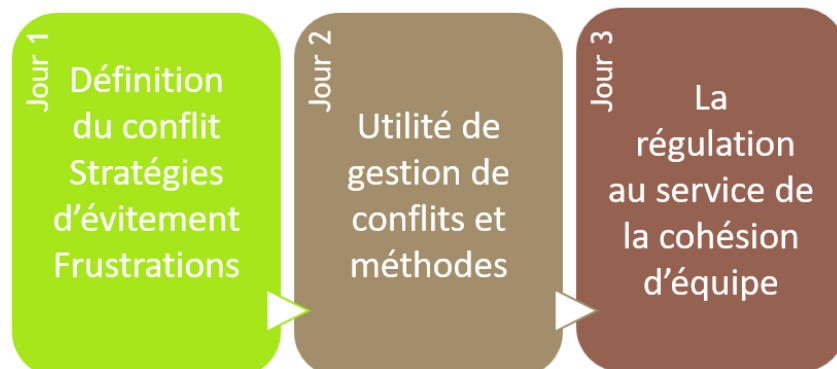 Jour 1
Définition
du conflit
Stratégies
d’évitement
Frustrations
Jour 2
Utilité de
gestion de
conflits et
méthodes
Jour 3
La
régulation
au service de
la cohésion
d’équipe